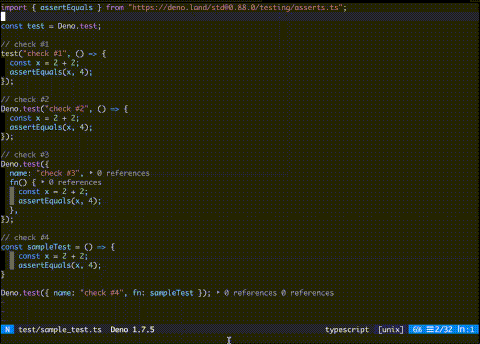 import { assertEquals } from "https://deno.land/std@0.88.0/testing/asserts.ts";
const test = Deno.test;
// check #1
test("check #1", () => {
const x = 2 + 2;
assertEquals(x, 4);
});
// check #2
Deno.test("check #2", () => {
const x = 2 + 2;
assertEquals(x, 4);
});
// check #3
Deno.test({
name: "check #3", ‣ 0 references
fn() { ‣ 0 references
const x = 2 + 2;
assertEquals(x, 4);
},
});
// check #4
const sampleTest = () => {
const x = 2 + 2;
assertEquals(x, 4);
}
Deno.test({ name: "check #4", fn: sampleTest }); ‣ 0 references 0 references
N test/sample_test.ts Deno 1.7.5 typescript [unix] 6% ☰2/32 ln:1